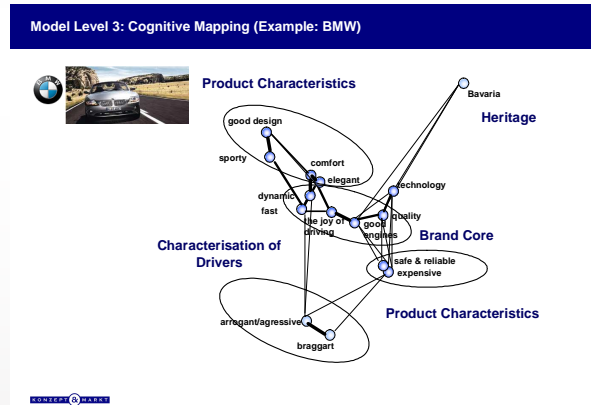 Model Level 3: Cognitive Mapping (Example: BMW)
BMW
Product Characteristics
Bavaria
Heritage
good design
sporty
comfort
elegant
technology
dynamic
fast
the joy of
driving
good
engines
quality
Brand Core
Characterisation of
Drivers
safe & reliable
expensive
Product Characteristics
arrogant/agressive
braggart
KONZEPT & MARKT